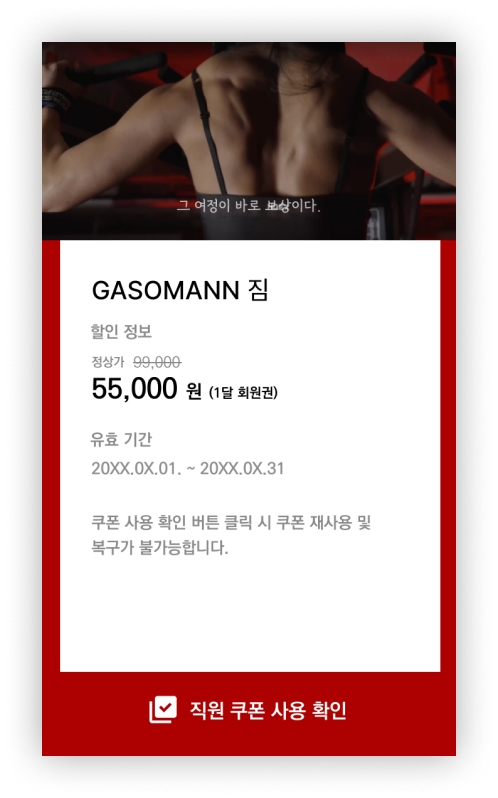 그 여정이 바로 보상이다.
GASOMANN 짐
할인 정보
정상가 99,000
55,000 원 (1달 회원권)
유효 기간
20XX.0X.01. ~ 20XX.0X.31
쿠폰 사용 확인 버튼 클릭 시 쿠폰 재사용 및
복구가 불가능합니다.
직원 쿠폰 사용 확인